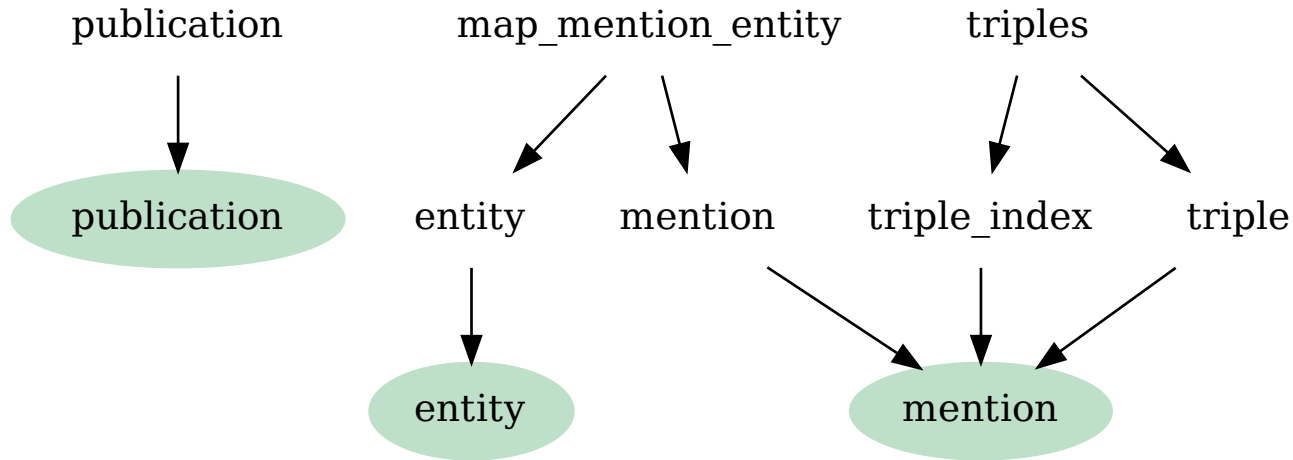 publication
map_mention_entity
triples
publication
entity
mention
triple_index
triple
entity
mention